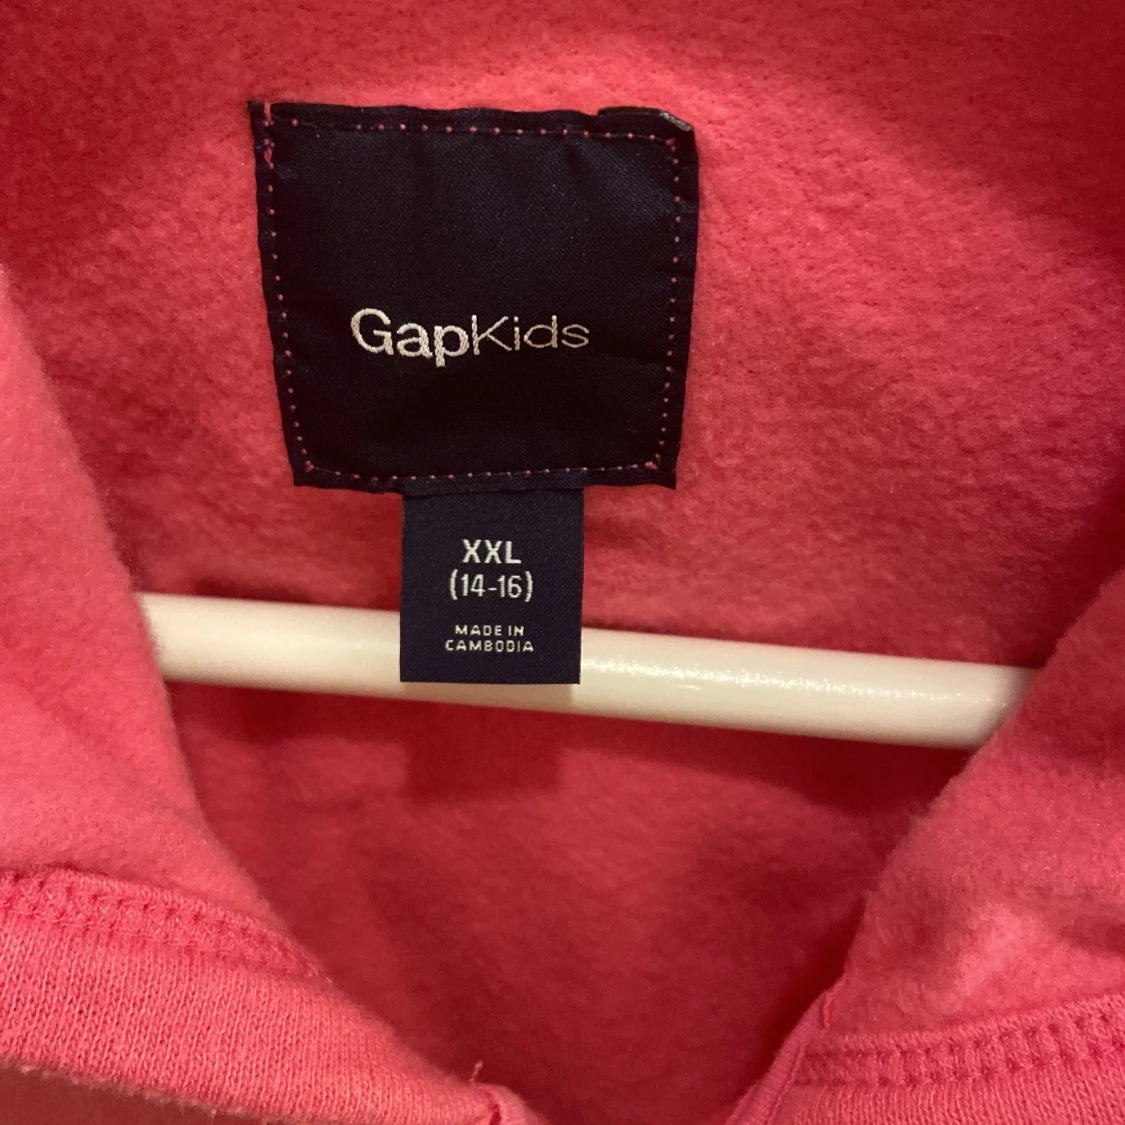 GapKids
XXL
(14-16)
MADE IN
CAMBODIA